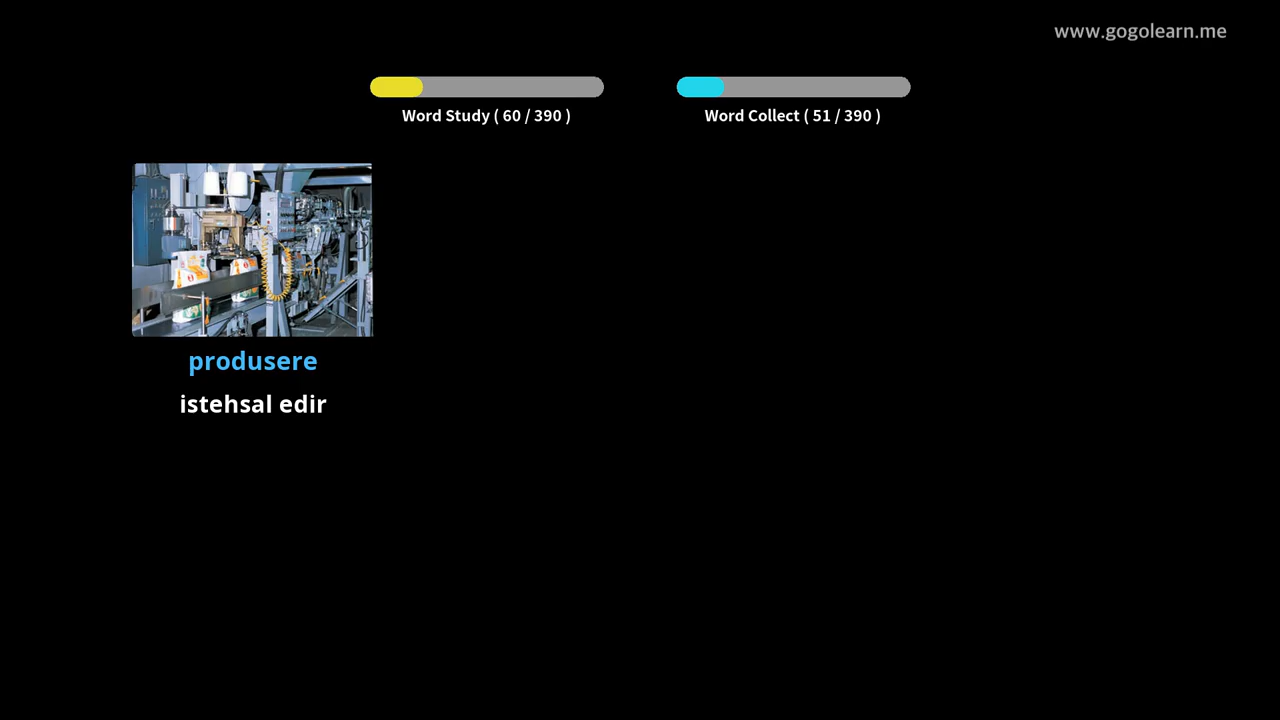 www.gogolearn.me
Word Study ( 60 / 390 )
Word Collect ( 51 / 390 )
produsere
istehsal edir